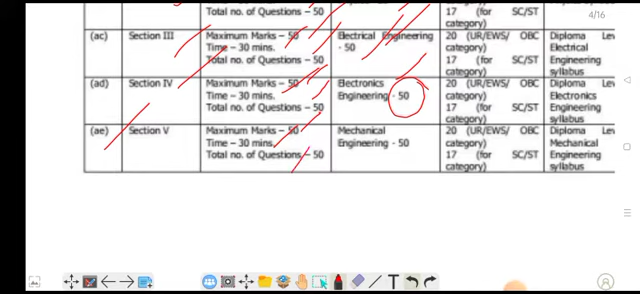 Total no. of Questions – 50
17 (for SC/ST category)
4/16
(ac)
Section III
Maximum Marks – 50
Time – 30 mins.
Total no. of Questions – 50
Electrical Engineering
- 50
20 (UR/EWS/ OBC
category)
17 (for SC/ST
category)
Diploma Lev
Electrical
Engineering
syllabus
(ad)
Section IV
Maximum Marks – 50
Time – 30 mins.
Total no. of Questions – 50
Electronics
Engineering - 50
20 (UR/EWS/ OBC
category)
17 (for SC/ST
category)
Diploma Lev
Electronics
Engineering
syllabus
(ae)
Section V
Maximum Marks – 50
Time – 30 mins.
Total no. of Questions – 50
Mechanical
Engineering - 50
20 (UR/EWS/ OBC
category)
17 (for SC/ST
category)
Diploma Lev
Mechanical
Engineering
syllabus
T